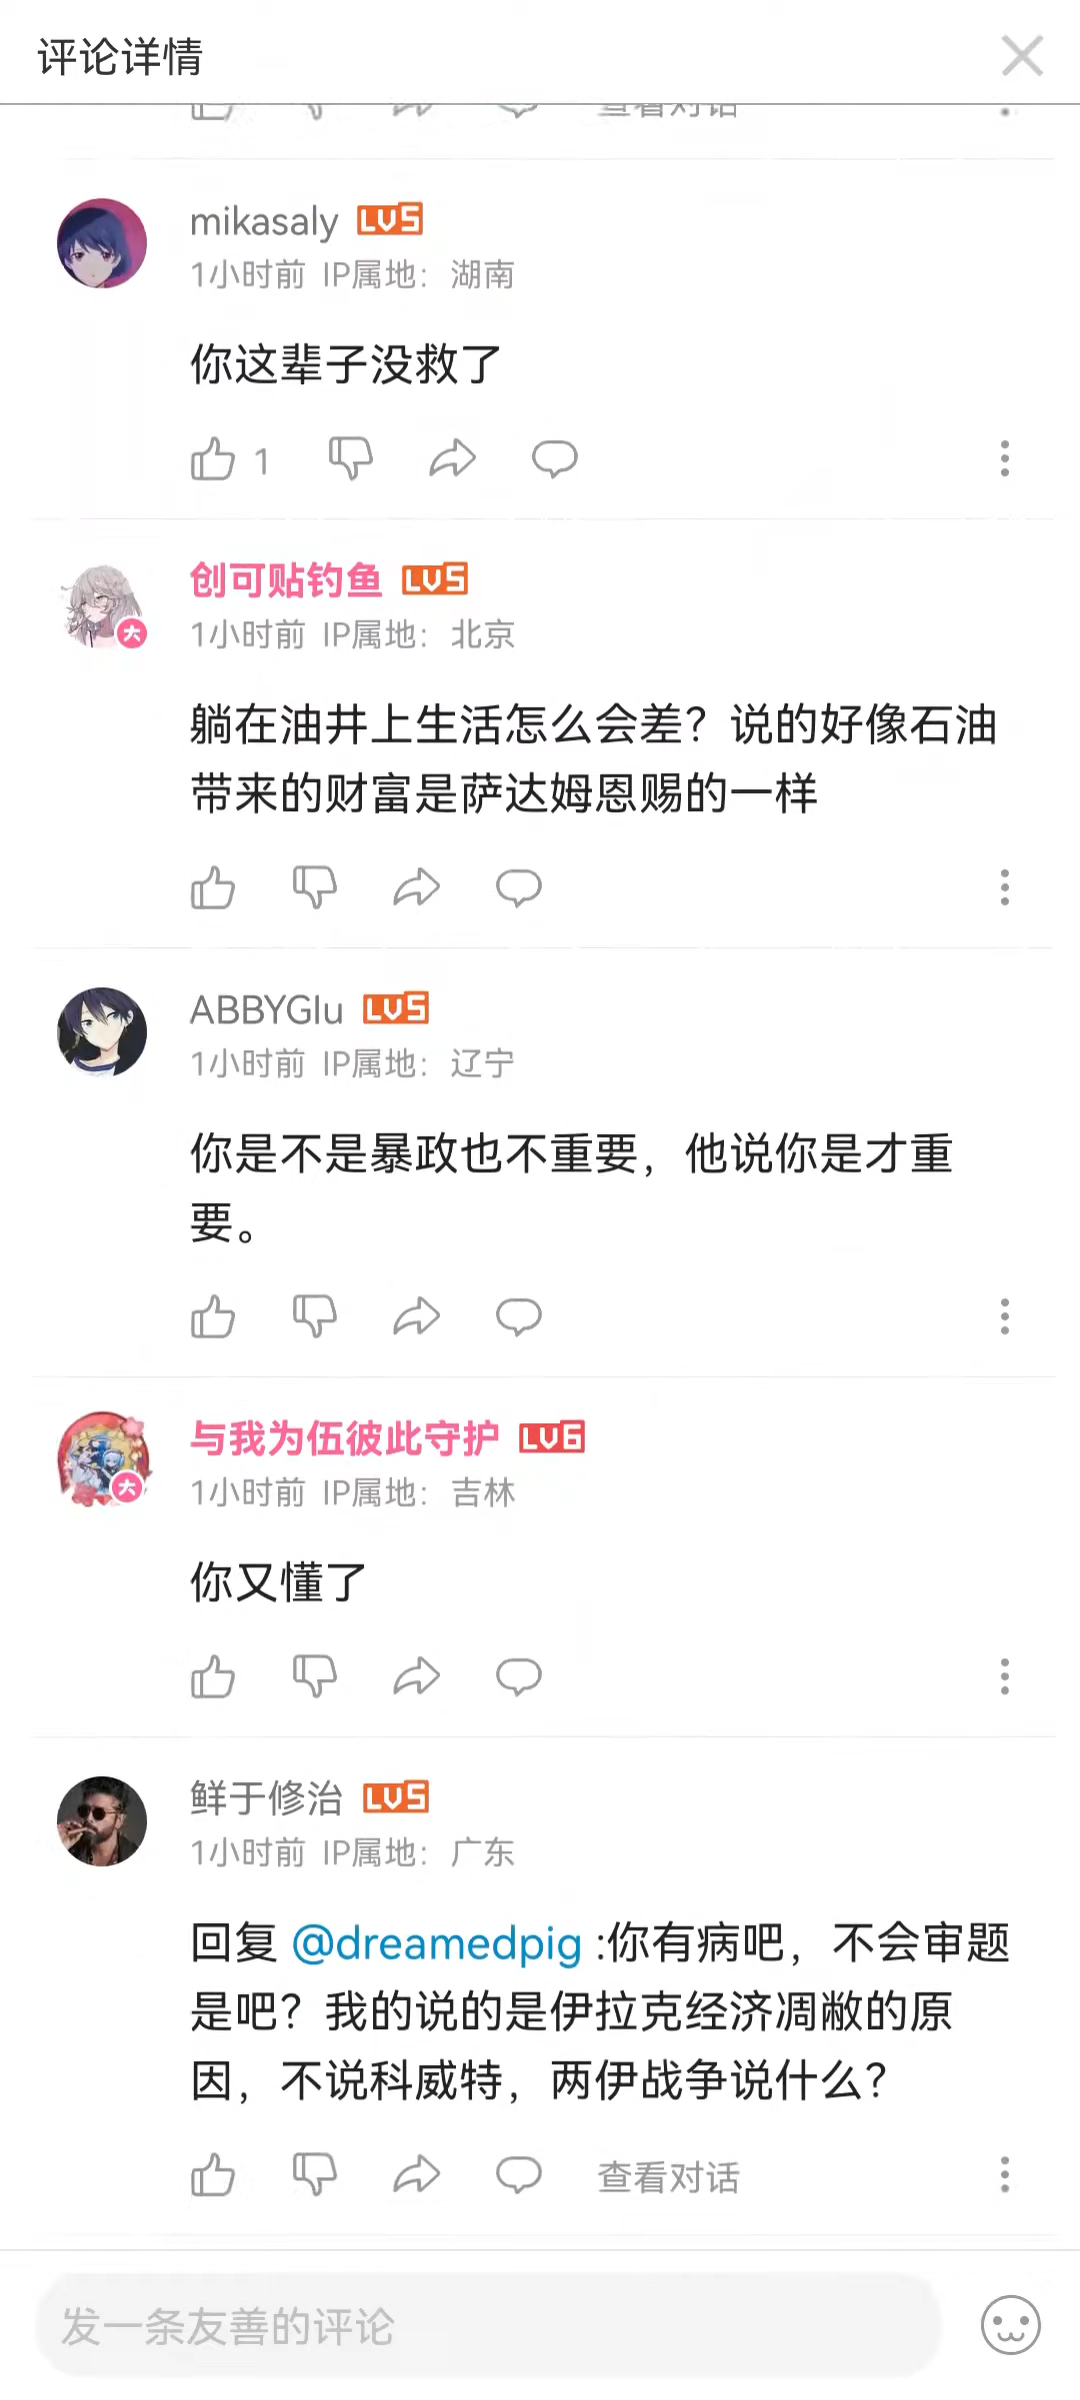 评论详情
查看对话
mikasaly LV5
1小时前 IP属地：湖南
你这辈子没救了
1
创可贴钓鱼 LV5
大
1小时前 IP属地：北京
躺在油井上生活怎么会差？说的好像石油
带来的财富是萨达姆恩赐的一样
ABBYGlu LV5
1小时前 IP属地：辽宁
你是不是暴政也不重要，他说你是才重
要。
与我为伍彼此守护 LV6
大
1小时前 IP属地：吉林
你又懂了
鲜于修治 LV5
1小时前 IP属地：广东
回复 @dreamedpig :你有病吧，不会审题
是吧？我的说的是伊拉克经济凋敝的原
因，不说科威特，两伊战争说什么？
查看对话
发一条友善的评论